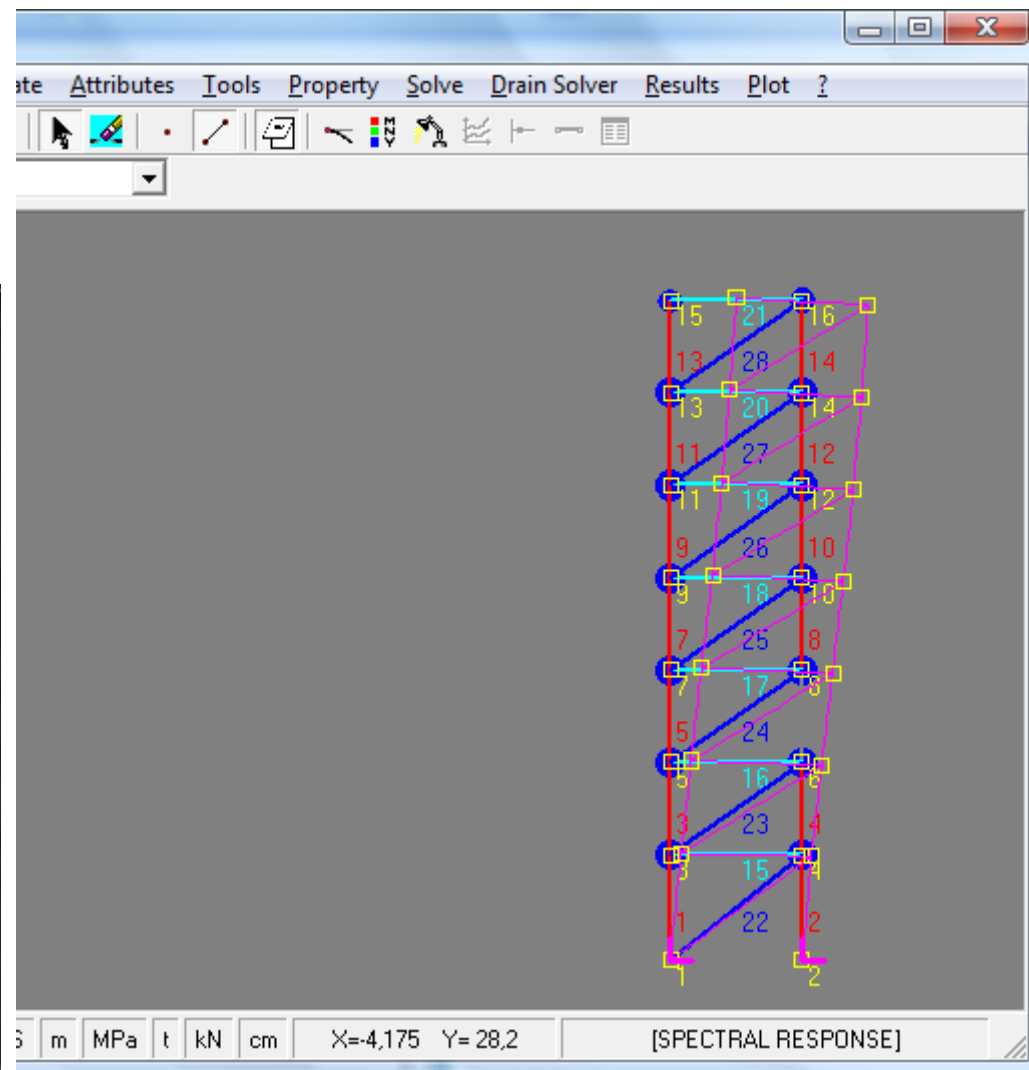 ate Attributes Tools Property Solve Drain Solver Results Plot ?
M
N
V
15 21 16
13 28 14
13 20 14
11 27 12
11 19 12
9 26 10
9 18 10
7 25 8
7 17 8
5 24
5 16 6
3 23 4
3 15 4
1 22 2
1 2
S m MPa t kN cm X=-4,175 Y= 28,2 [SPECTRAL RESPONSE]